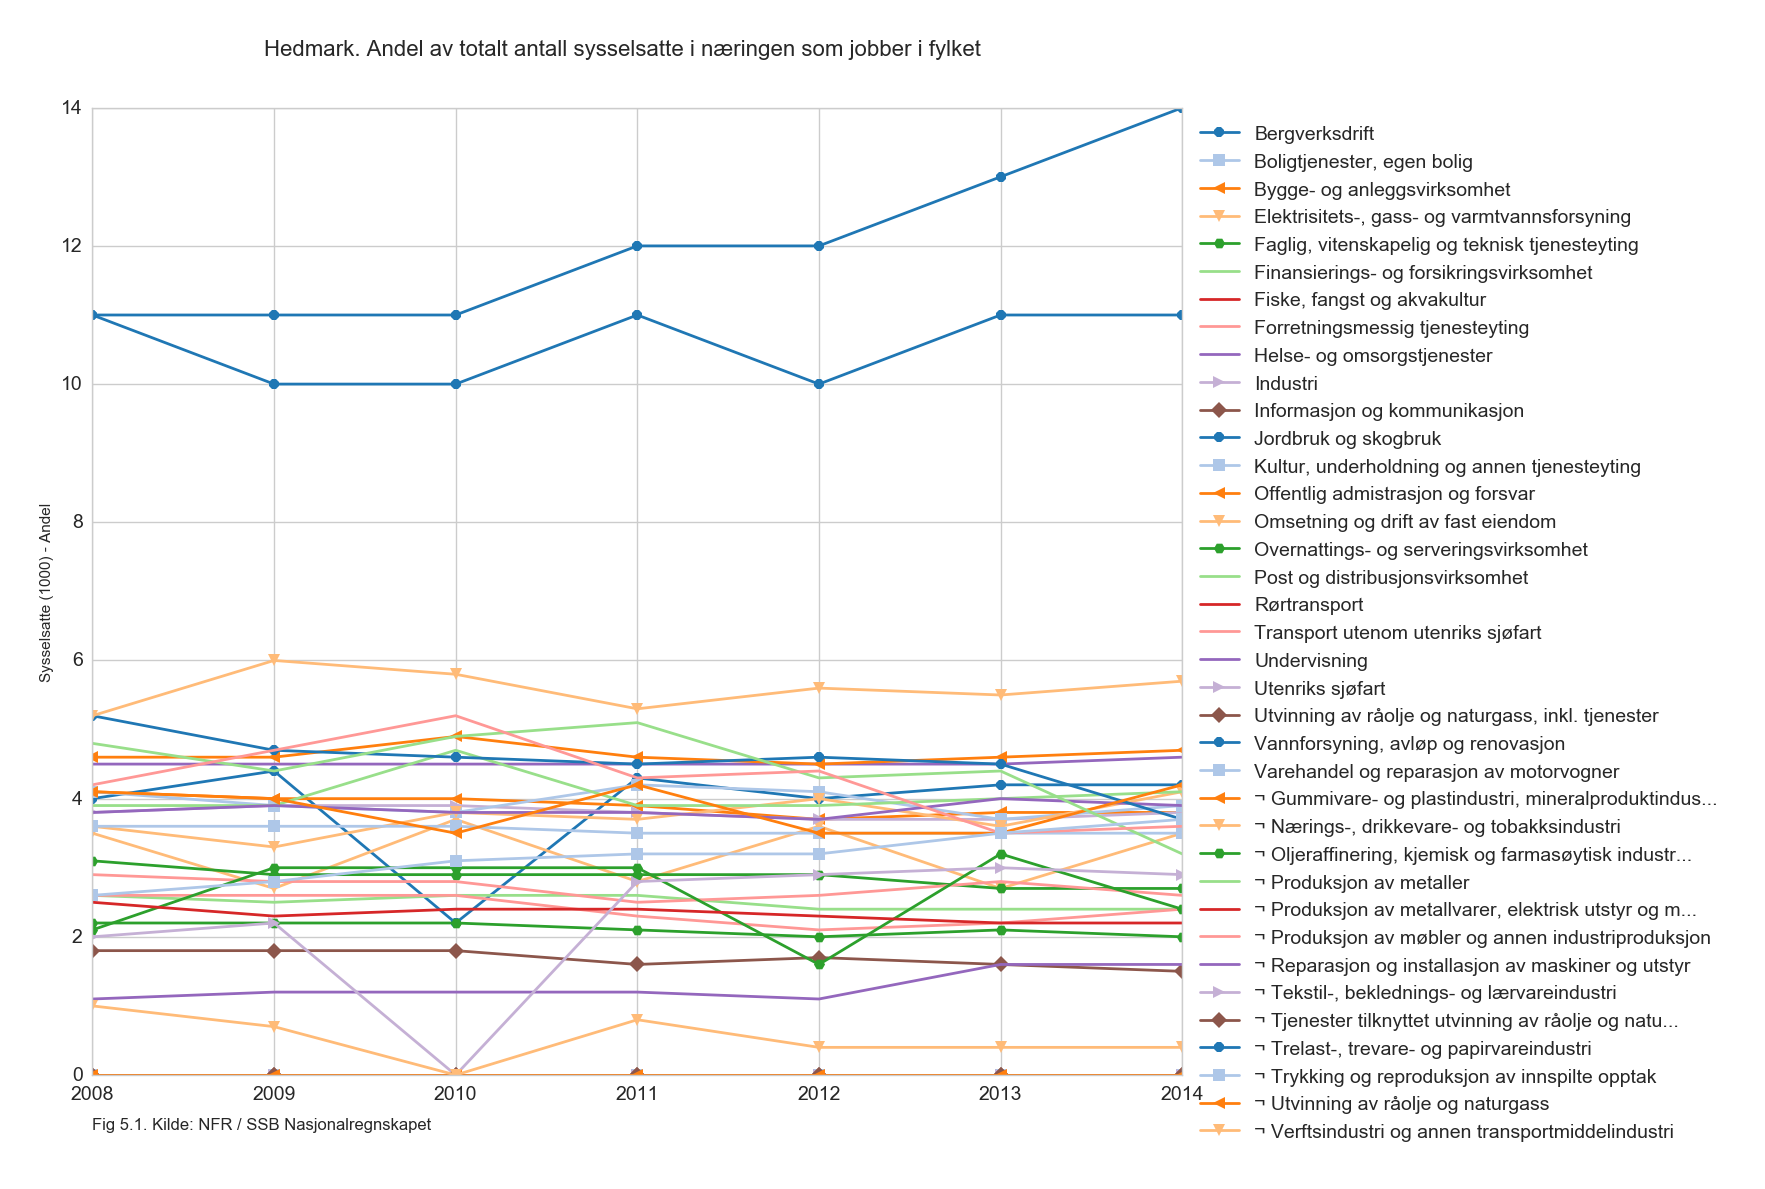 Hedmark. Andel av totalt antall sysselsatte i næringen som jobber i fylket
14
12
10
8
6
4
2
0
Sysselsatte (1000) - Andel
2008 2009 2010 2011 2012 2013 2014
Fig 5.1. Kilde: NFR / SSB Nasjonalregnskapet
Bergverksdrift
Boligtjenester, egen bolig
Bygge- og anleggsvirksomhet
Elektrisitets-, gass- og varmtvannsforsyning
Faglig, vitenskapelig og teknisk tjenesteyting
Finansierings- og forsikringsvirksomhet
Fiske, fangst og akvakultur
Forretningsmessig tjenesteyting
Helse- og omsorgstjenester
Industri
Informasjon og kommunikasjon
Jordbruk og skogbruk
Kultur, underholdning og annen tjenesteyting
Offentlig admistrasjon og forsvar
Omsetning og drift av fast eiendom
Overnattings- og serveringsvirksomhet
Post og distribusjonsvirksomhet
Rørtransport
Transport utenom utenriks sjøfart
Undervisning
Utenriks sjøfart
Utvinning av råolje og naturgass, inkl. tjenester
Vannforsyning, avløp og renovasjon
Varehandel og reparasjon av motorvogner
¬ Gummivare- og plastindustri, mineralproduktindus...
¬ Nærings-, drikkevare- og tobakksindustri
¬ Oljeraffinering, kjemisk og farmasøytisk industr...
¬ Produksjon av metaller
¬ Produksjon av metallvarer, elektrisk utstyr og m...
¬ Produksjon av møbler og annen industriproduksjon
¬ Reparasjon og installasjon av maskiner og utstyr
¬ Tekstil-, beklednings- og lærvareindustri
¬ Tjenester tilknyttet utvinning av råolje og natu...
¬ Trelast-, trevare- og papirvareindustri
¬ Trykking og reproduksjon av innspilte opptak
¬ Utvinning av råolje og naturgass
¬ Verftsindustri og annen transportmiddelindustri